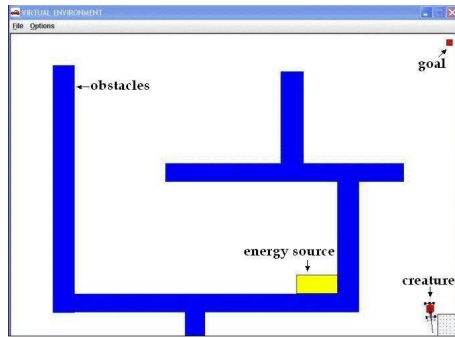 VIRTUAL ENVIRONMENT
File Options
goal
obstacles
energy source
creature